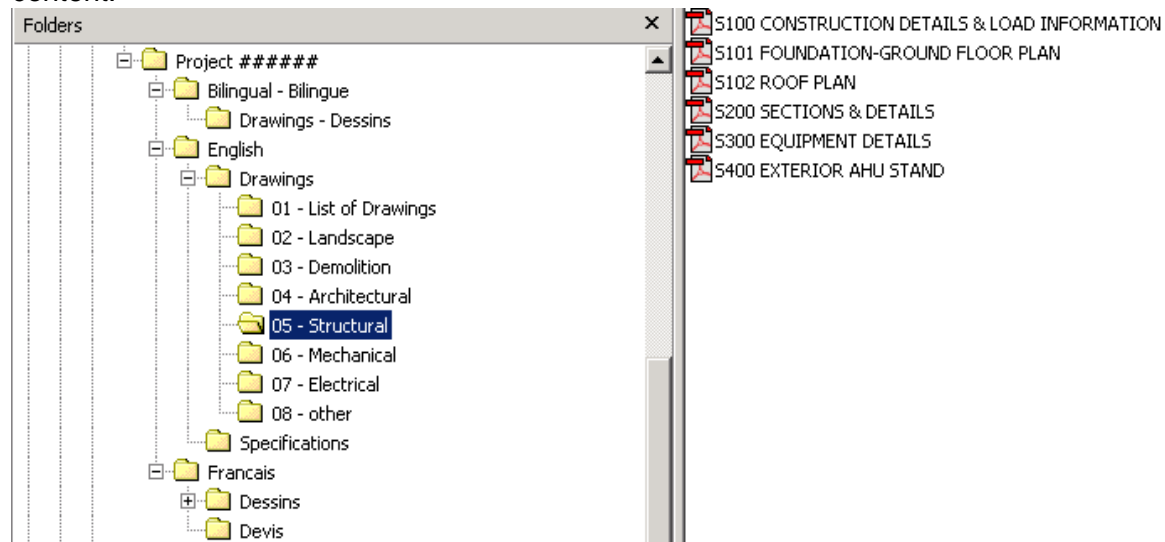 Folders
Project ######
Bilingual - Bilingue
Drawings - Dessins
English
Drawings
01 - List of Drawings
02 - Landscape
03 - Demolition
04 - Architectural
05 - Structural
06 - Mechanical
07 - Electrical
08 - other
Specifications
Francais
Dessins
Devis
S100 CONSTRUCTION DETAILS & LOAD INFORMATION
S101 FOUNDATION-GROUND FLOOR PLAN
S102 ROOF PLAN
S200 SECTIONS & DETAILS
S300 EQUIPMENT DETAILS
S400 EXTERIOR AHU STAND